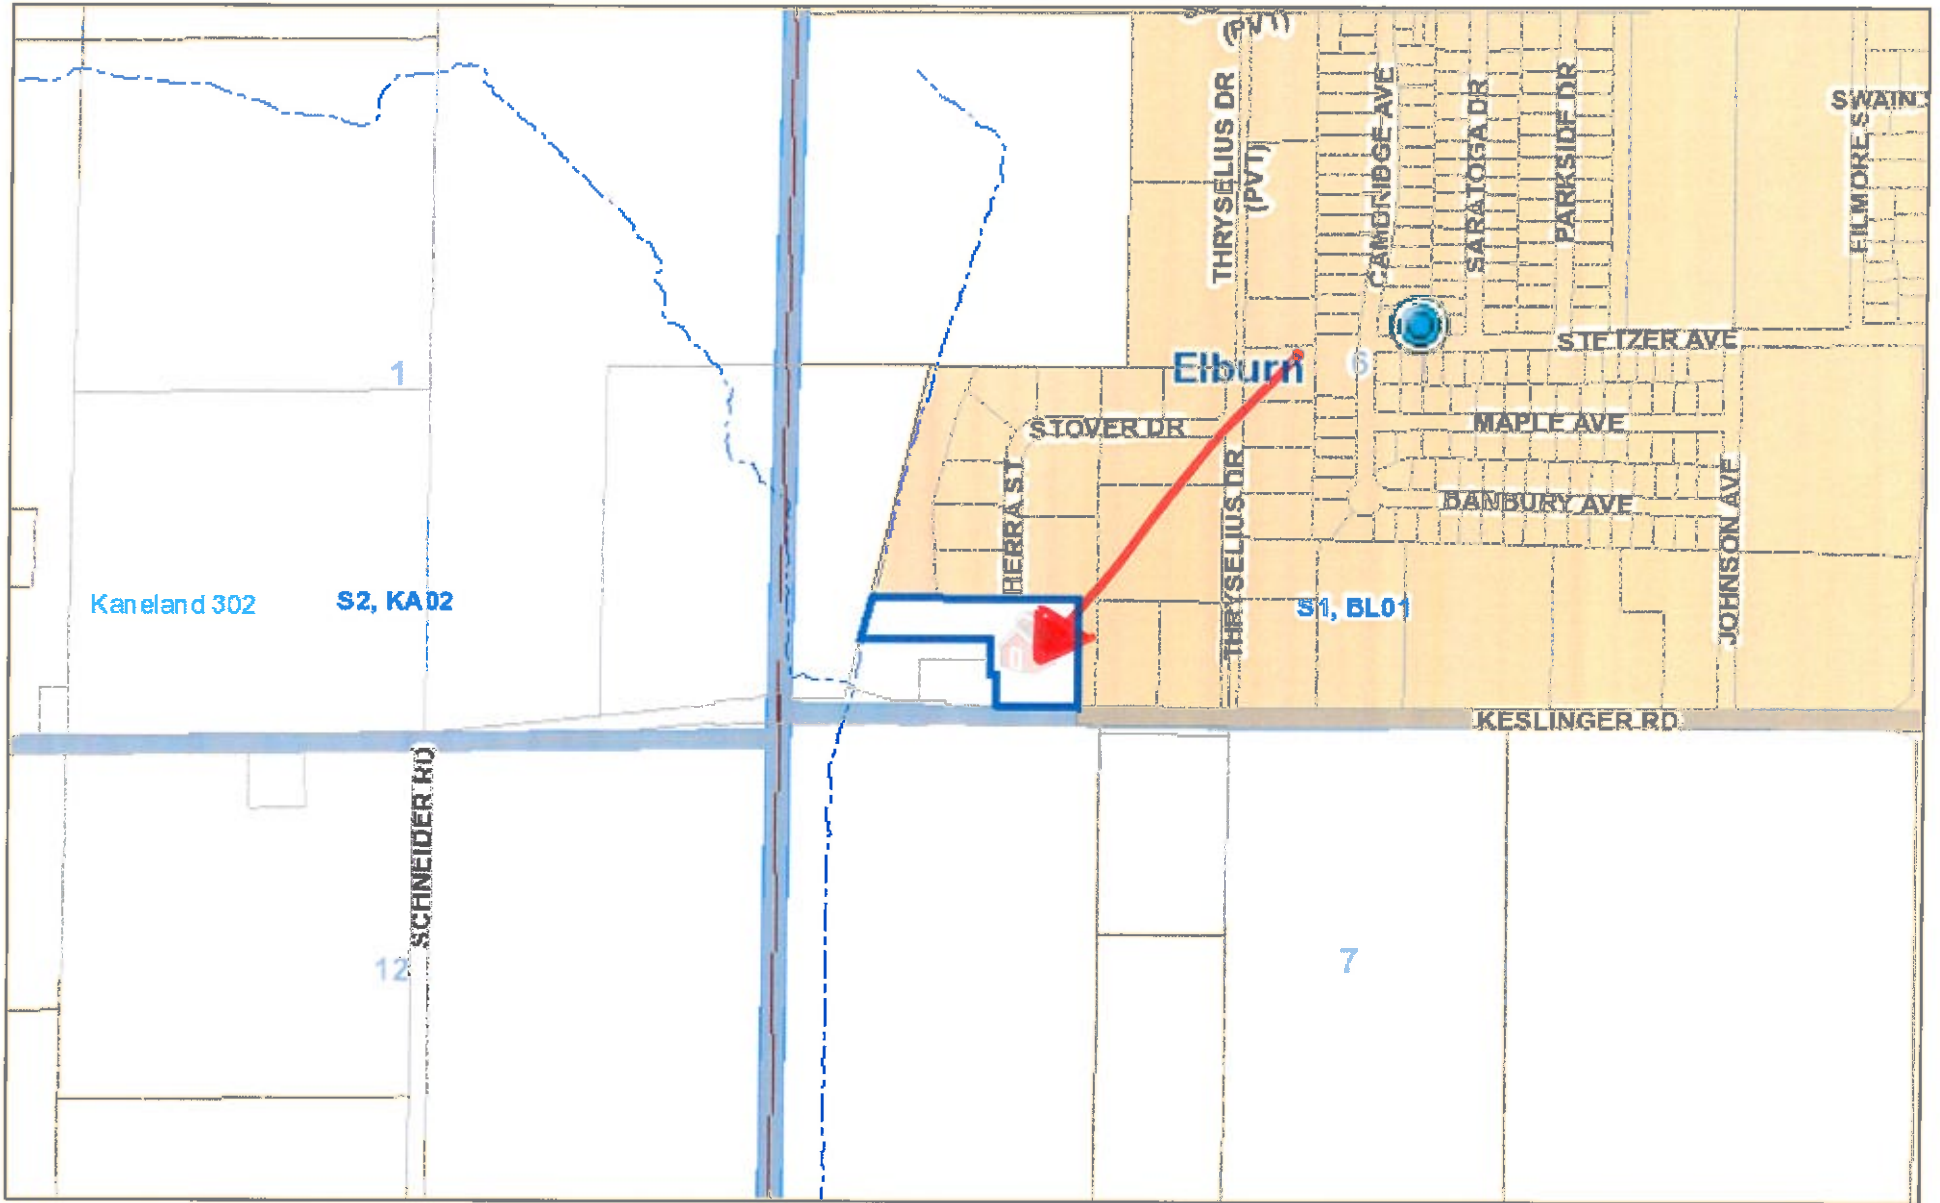 (PVT)
THRYSELIUS DR
(PVT)
CAMBRIDGE AVE
SARATOGA DR
PARKSIDE DR
SWAIN
FILMORE S
1
Elburn
6
STETZER AVE
STOVER DR
MAPLE AVE
BANBURY AVE
HERRA ST
THRYSELIUS DR
JOHNSON AVE
Kaneland 302
S2, KA02
S1, BL01
KESLINGER RD
SCHNEIDER RD
12
7